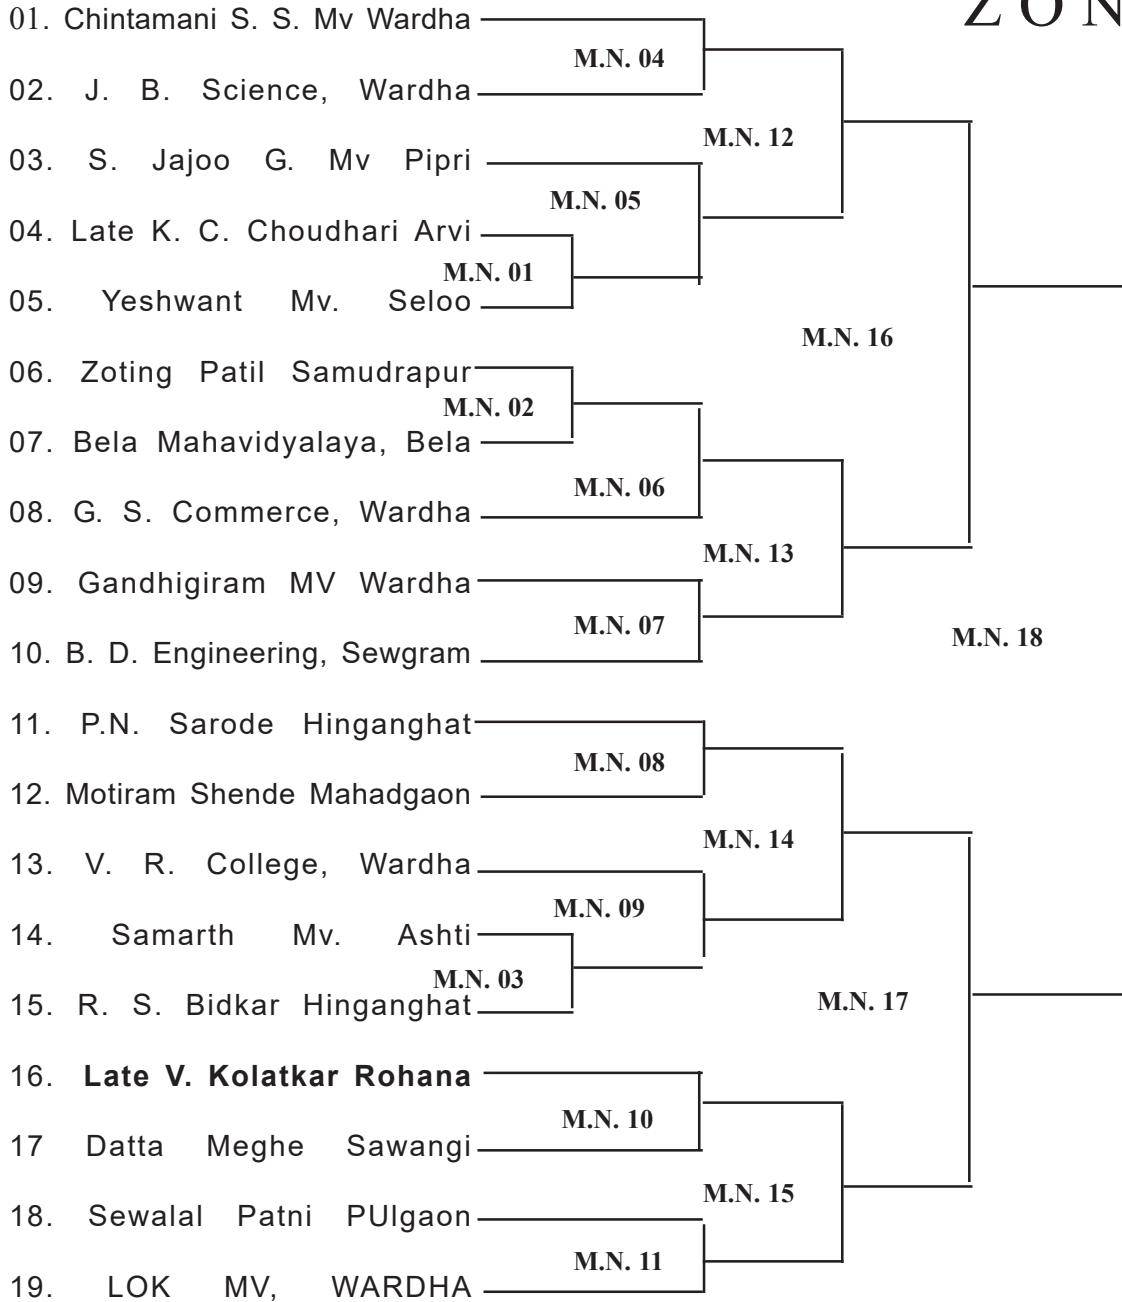 Z O N
01. Chintamani S. S. Mv Wardha
M.N. 04
02. J. B. Science, Wardha
M.N. 12
03. S. Jajoo G. Mv Pipri
M.N. 05
04. Late K. C. Choudhari Arvi
M.N. 01
05. Yeshwant Mv. Seloo
M.N. 16
06. Zoting Patil Samudrapur
M.N. 02
07. Bela Mahavidyalaya, Bela
M.N. 06
08. G. S. Commerce, Wardha
M.N. 13
09. Gandhigiram MV Wardha
M.N. 07
M.N. 18
10. B. D. Engineering, Sewgram
11. P.N. Sarode Hinganghat
M.N. 08
12. Motiram Shende Mahadgaon
M.N. 14
13. V. R. College, Wardha
M.N. 09
14. Samarth Mv. Ashti
M.N. 03
15. R. S. Bidkar Hinganghat
M.N. 17
16. Late V. Kolatkar Rohana
M.N. 10
17 Datta Meghe Sawangi
M.N. 15
18. Sewalal Patni PUlgaon
M.N. 11
19. LOK MV, WARDHA